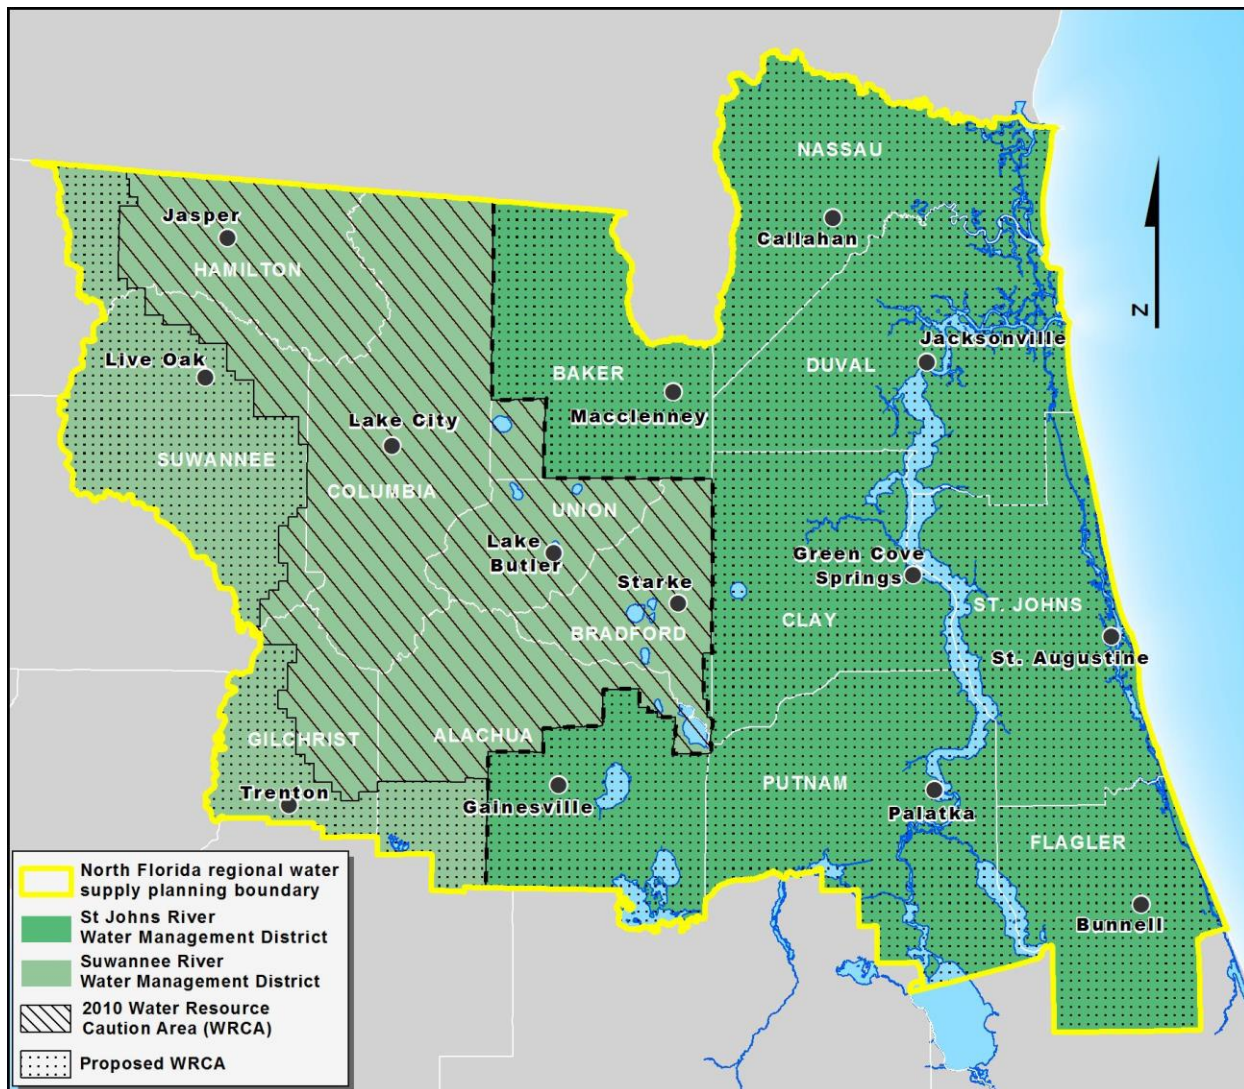 NASSAU
Jasper
Callahan
HAMILTON
Z
Jacksonville
Live Oak
BAKER
DUVAL
Macclenney
Lake City
SUWANNEE
COLUMBIA
UNION
Lake
Butler
Green Cove
Springs
Starke
ST. JOHNS
CLAY
BRADFORD
St. Augustine
GILCHRIST
ALACHUA
PUTNAM
Trenton
Gainesville
Palatka
FLAGLER
Bunnell
North Florida regional water
supply planning boundary
St Johns River
Water Management District
Suwannee River
Water Management District
2010 Water Resource
Caution Area (WRCA)
Proposed WRCA